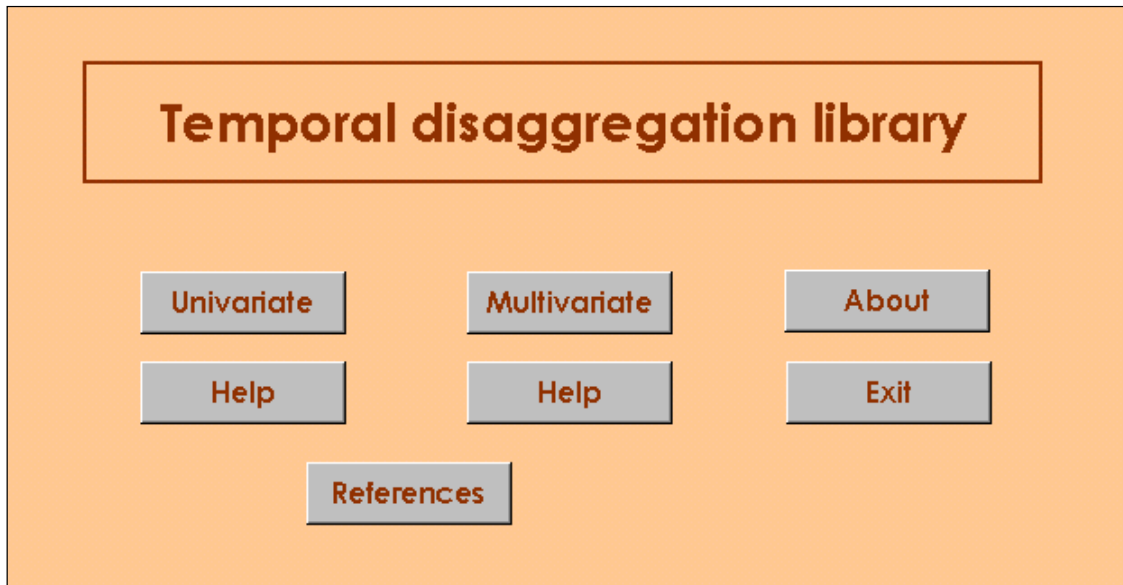 Temporal disaggregation library
Univariate
Multivariate
About
Help
Help
Exit
References